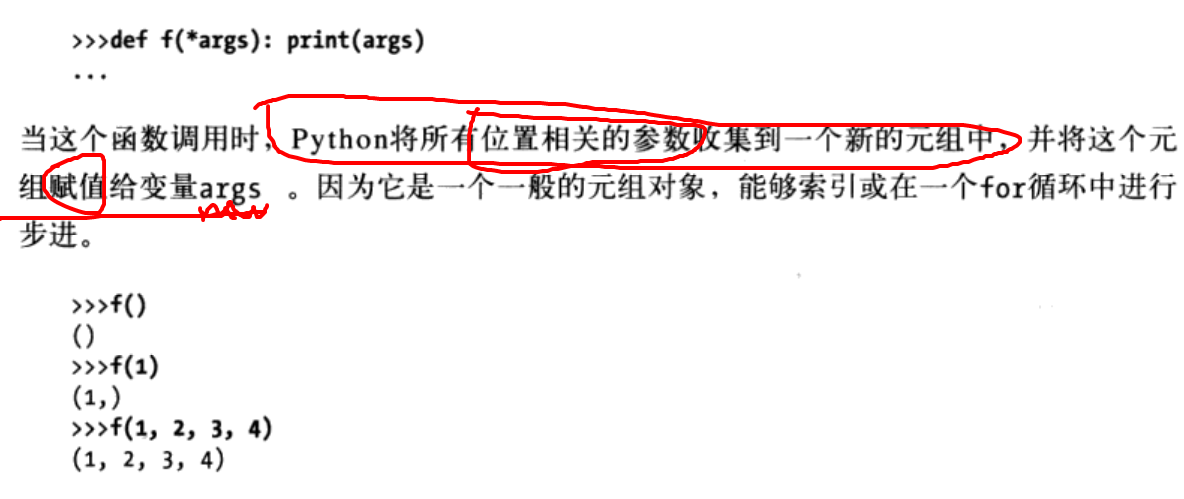 >>>def f(*args): print(args)
...
当这个函数调用时，Python将所有位置相关的参数收集到一个新的元组中，并将这个元
组赋值给变量args 。因为它是一个一般的元组对象，能够索引或在一个for循环中进行
步进。
>>>f()
()
>>>f(1)
(1,)
>>>f(1, 2, 3, 4)
(1, 2, 3, 4)